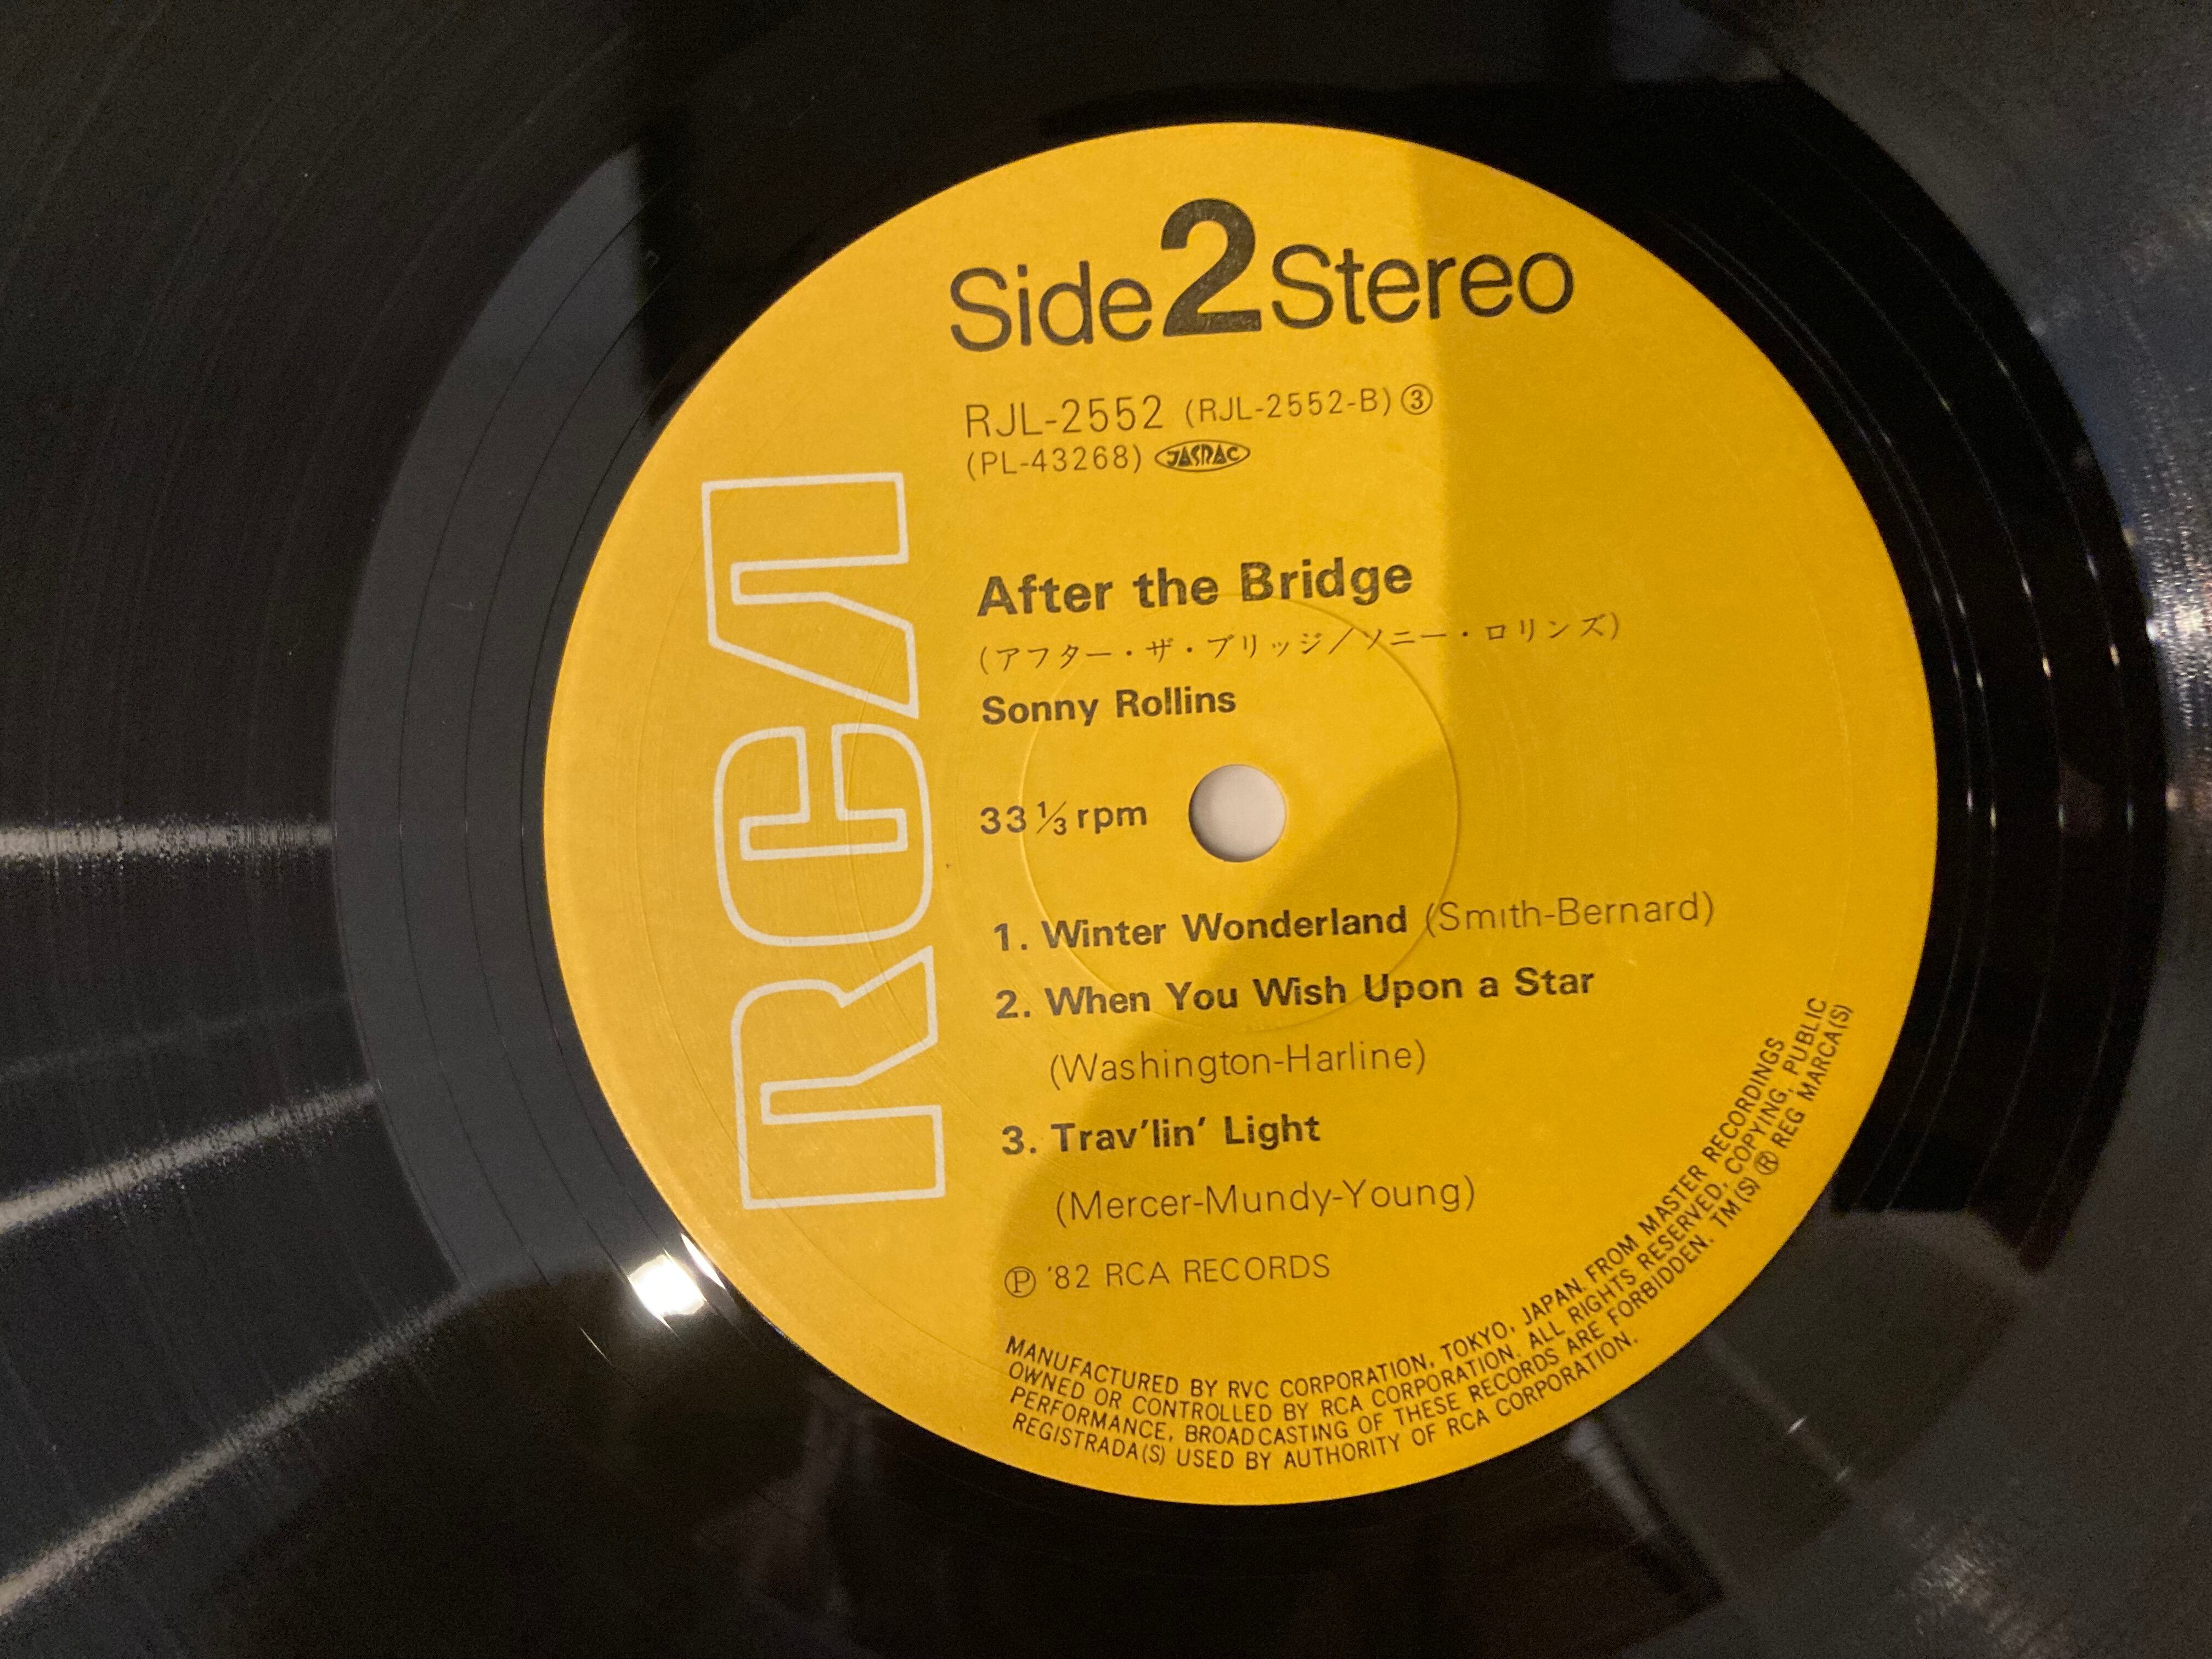 Side 2 Stereo
RJL-2552 (RJL-2552-B) ③
(PL-43268) JASRAC
RCA
After the Bridge
(アフター・ザ・ブリッジ/ソニー・ロリンズ)
Sonny Rollins
33 1/3 rpm
1. Winter Wonderland (Smith-Bernard)
2. When You Wish Upon a Star
(Washington-Harline)
3. Trav'lin' Light
(Mercer-Mundy-Young)
Ⓟ '82 RCA RECORDS
MANUFACTURED BY RVC CORPORATION, TOKYO, JAPAN. FROM MASTER RECORDINGS
OWNED OR CONTROLLED BY RCA CORPORATION. ALL RIGHTS RESERVED, COPYING, PUBLIC
PERFORMANCE, BROADCASTING OF THESE RECORDS ARE FORBIDDEN. TM(S) ® REG MARCA(S)
REGISTRADA(S) USED BY AUTHORITY OF RCA CORPORATION.